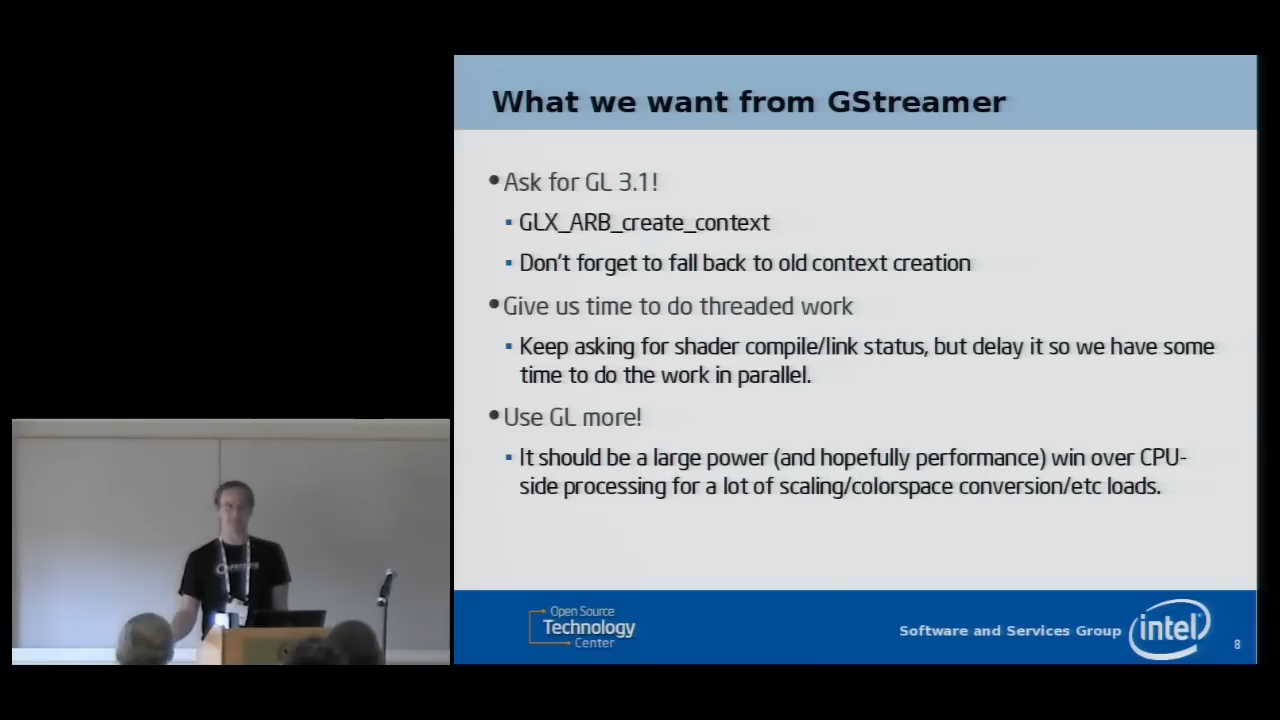 What we want from GStreamer
•Ask for GL 3.1!
▪GLX_ARB_create_context
▪Don't forget to fall back to old context creation
•Give us time to do threaded work
▪Keep asking for shader compile/link status, but delay it so we have some
time to do the work in parallel.
•Use GL more!
▪It should be a large power (and hopefully performance) win over CPU-
side processing for a lot of scaling/colorspace conversion/etc loads.
Open Source
Technology
Center
Software and Services Group
intel
8